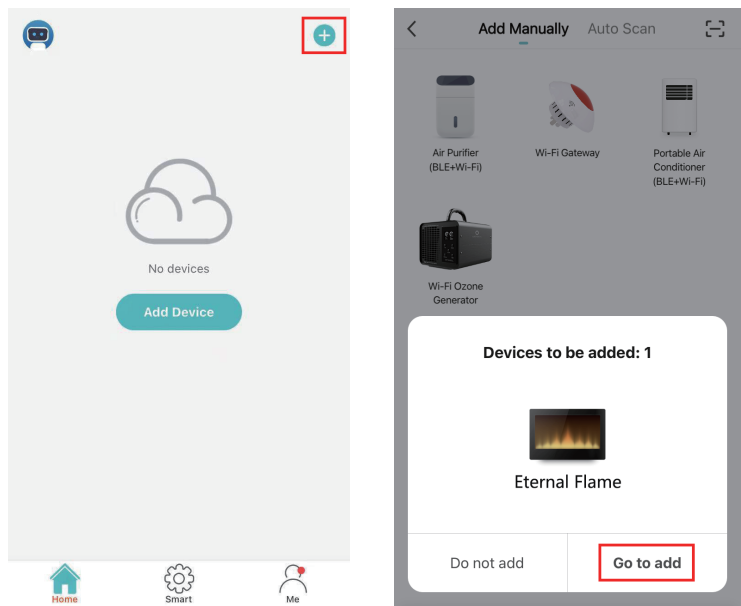 No devices
Add Device
Home
Smart
Me
Add Manually
Auto Scan
Air Purifier
(BLE+Wi-Fi)
Wi-Fi Gateway
Portable Air
Conditioner
(BLE+Wi-Fi)
Wi-Fi Ozone
Generator
Devices to be added: 1
Eternal Flame
Do not add
Go to add